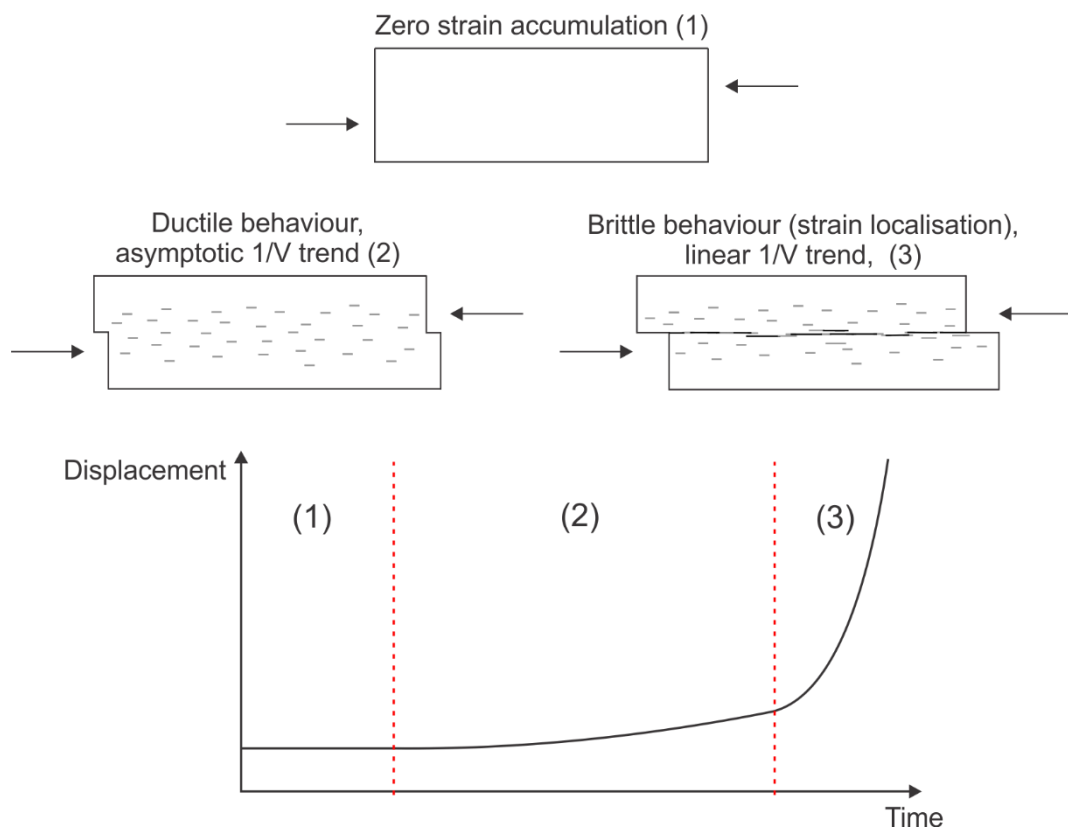 Zero strain accumulation (1)
Ductile behaviour,
asymptotic 1/V trend (2)
Brittle behaviour (strain localisation),
linear 1/V trend,  (3)
Displacement
(1)
(2)
(3)
Time